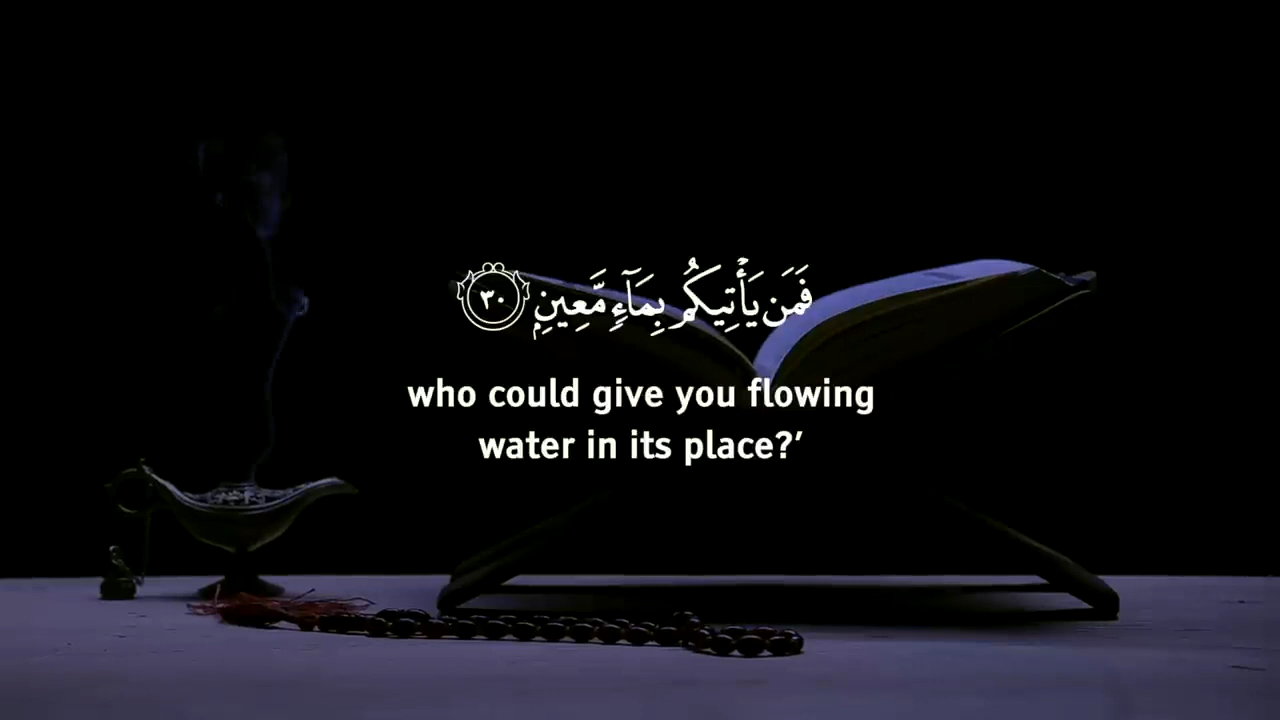 فَمَن يَأْتِيكُم بِمَآءٍ مَّعِينٍۭ ٣٠
who could give you flowing
water in its place?’